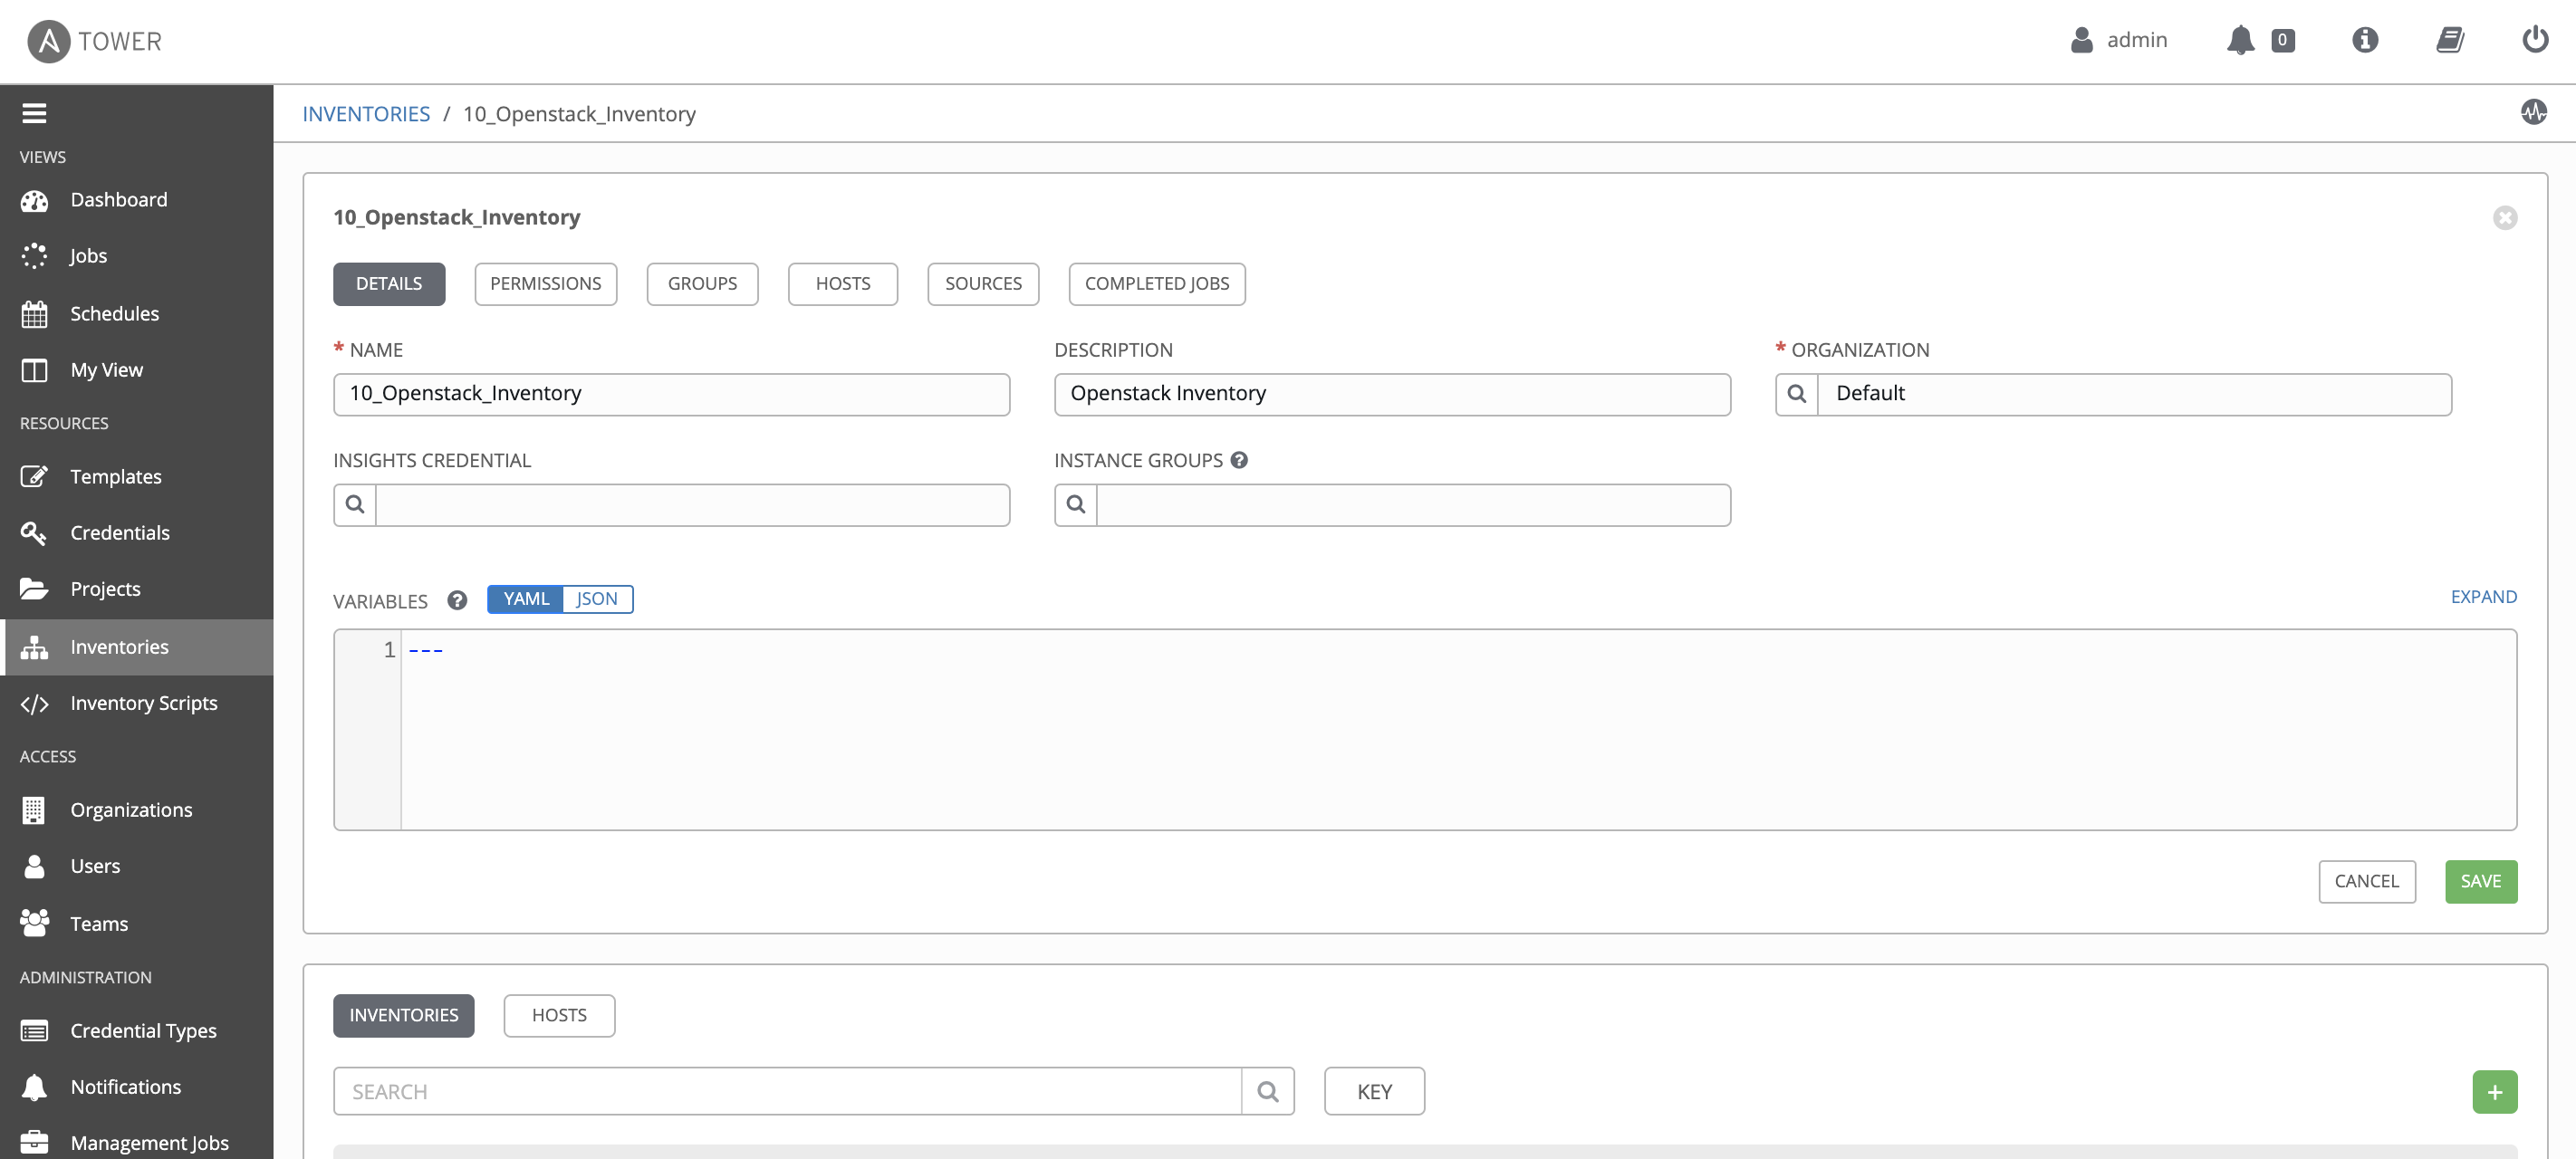 TOWER
admin
0
INVENTORIES / 10_Openstack_Inventory
VIEWS
Dashboard
Jobs
Schedules
My View
RESOURCES
Templates
Credentials
Projects
Inventories
Inventory Scripts
ACCESS
Organizations
Users
Teams
ADMINISTRATION
Credential Types
Notifications
Management Jobs
10_Openstack_Inventory
DETAILS PERMISSIONS GROUPS HOSTS SOURCES COMPLETED JOBS
* NAME DESCRIPTION * ORGANIZATION
10_Openstack_Inventory Openstack Inventory Default
INSIGHTS CREDENTIAL INSTANCE GROUPS ?
VARIABLES ? YAML JSON EXPAND
1 ---
CANCEL SAVE
INVENTORIES HOSTS
SEARCH KEY +